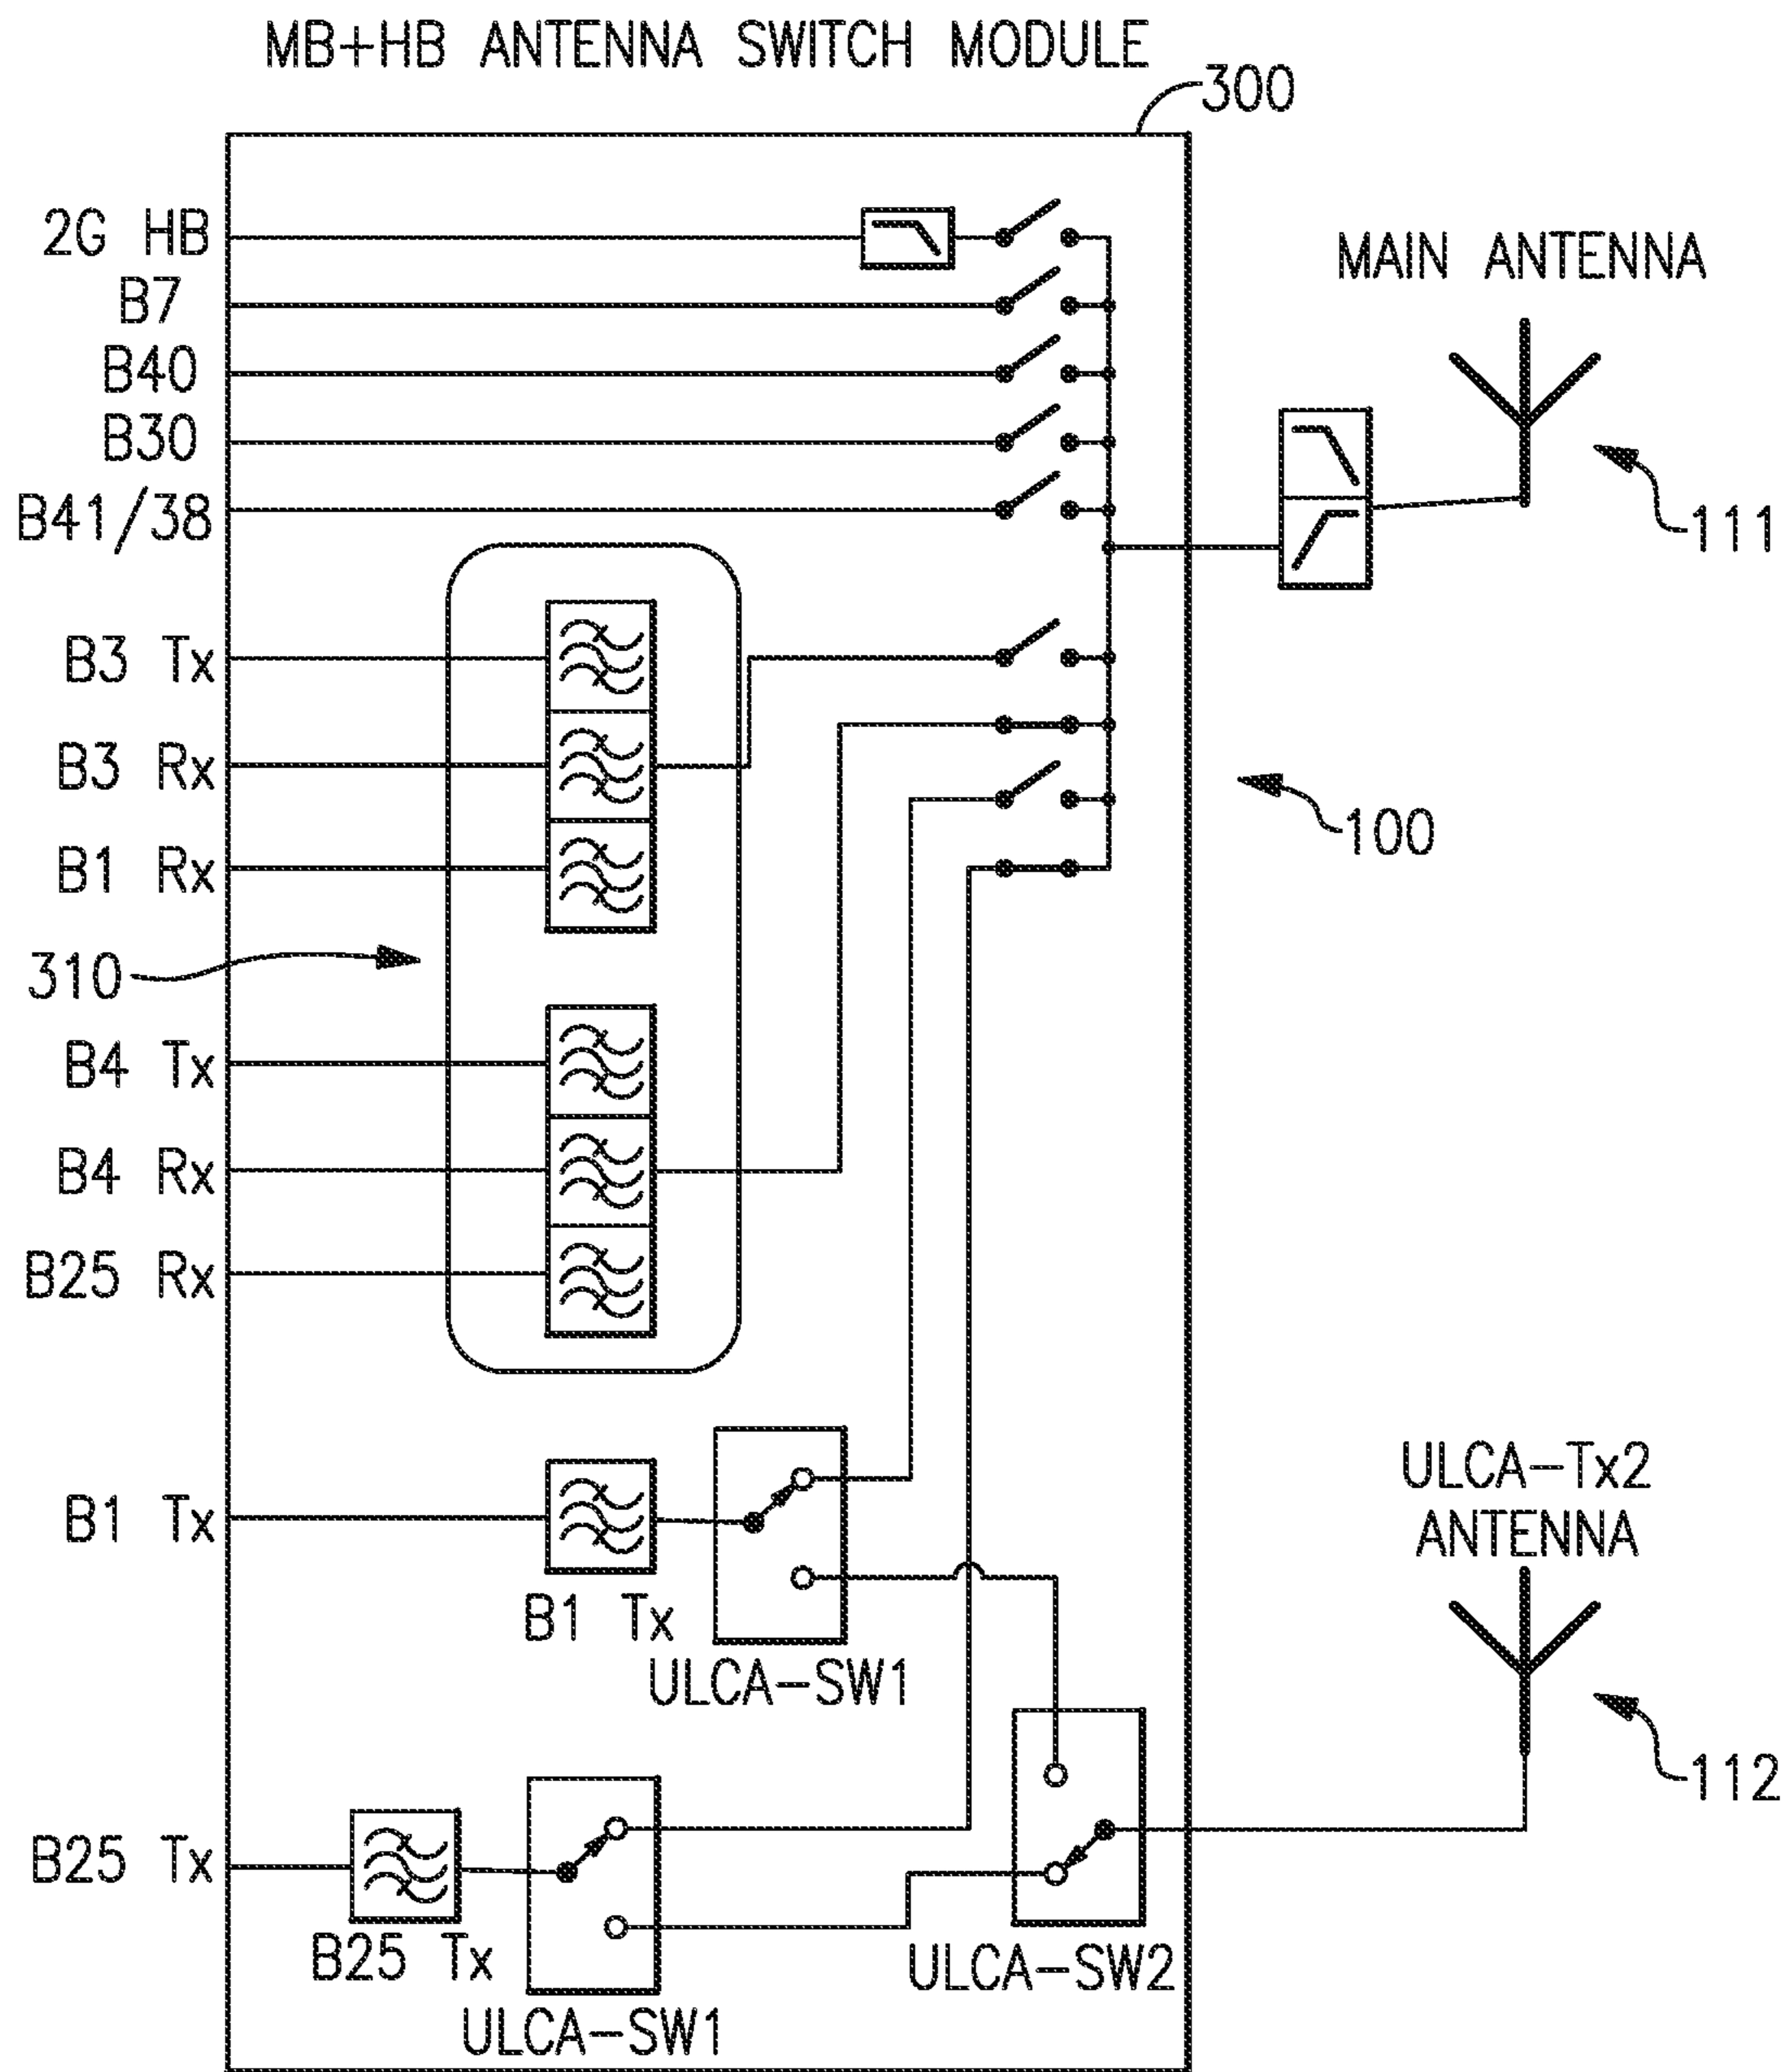 MB+HB ANTENNA SWITCH MODULE
300
2G HB
B7
B40
B30
B41/38
MAIN ANTENNA
111
B3 Tx
B3 Rx
B1 Rx
100
310
B4 Tx
B4 Rx
B25 Rx
B1 Tx
B1 Tx
ULCA-SW1
ULCA-Tx2
ANTENNA
112
B25 Tx
B25 Tx
ULCA-SW1
ULCA-SW2